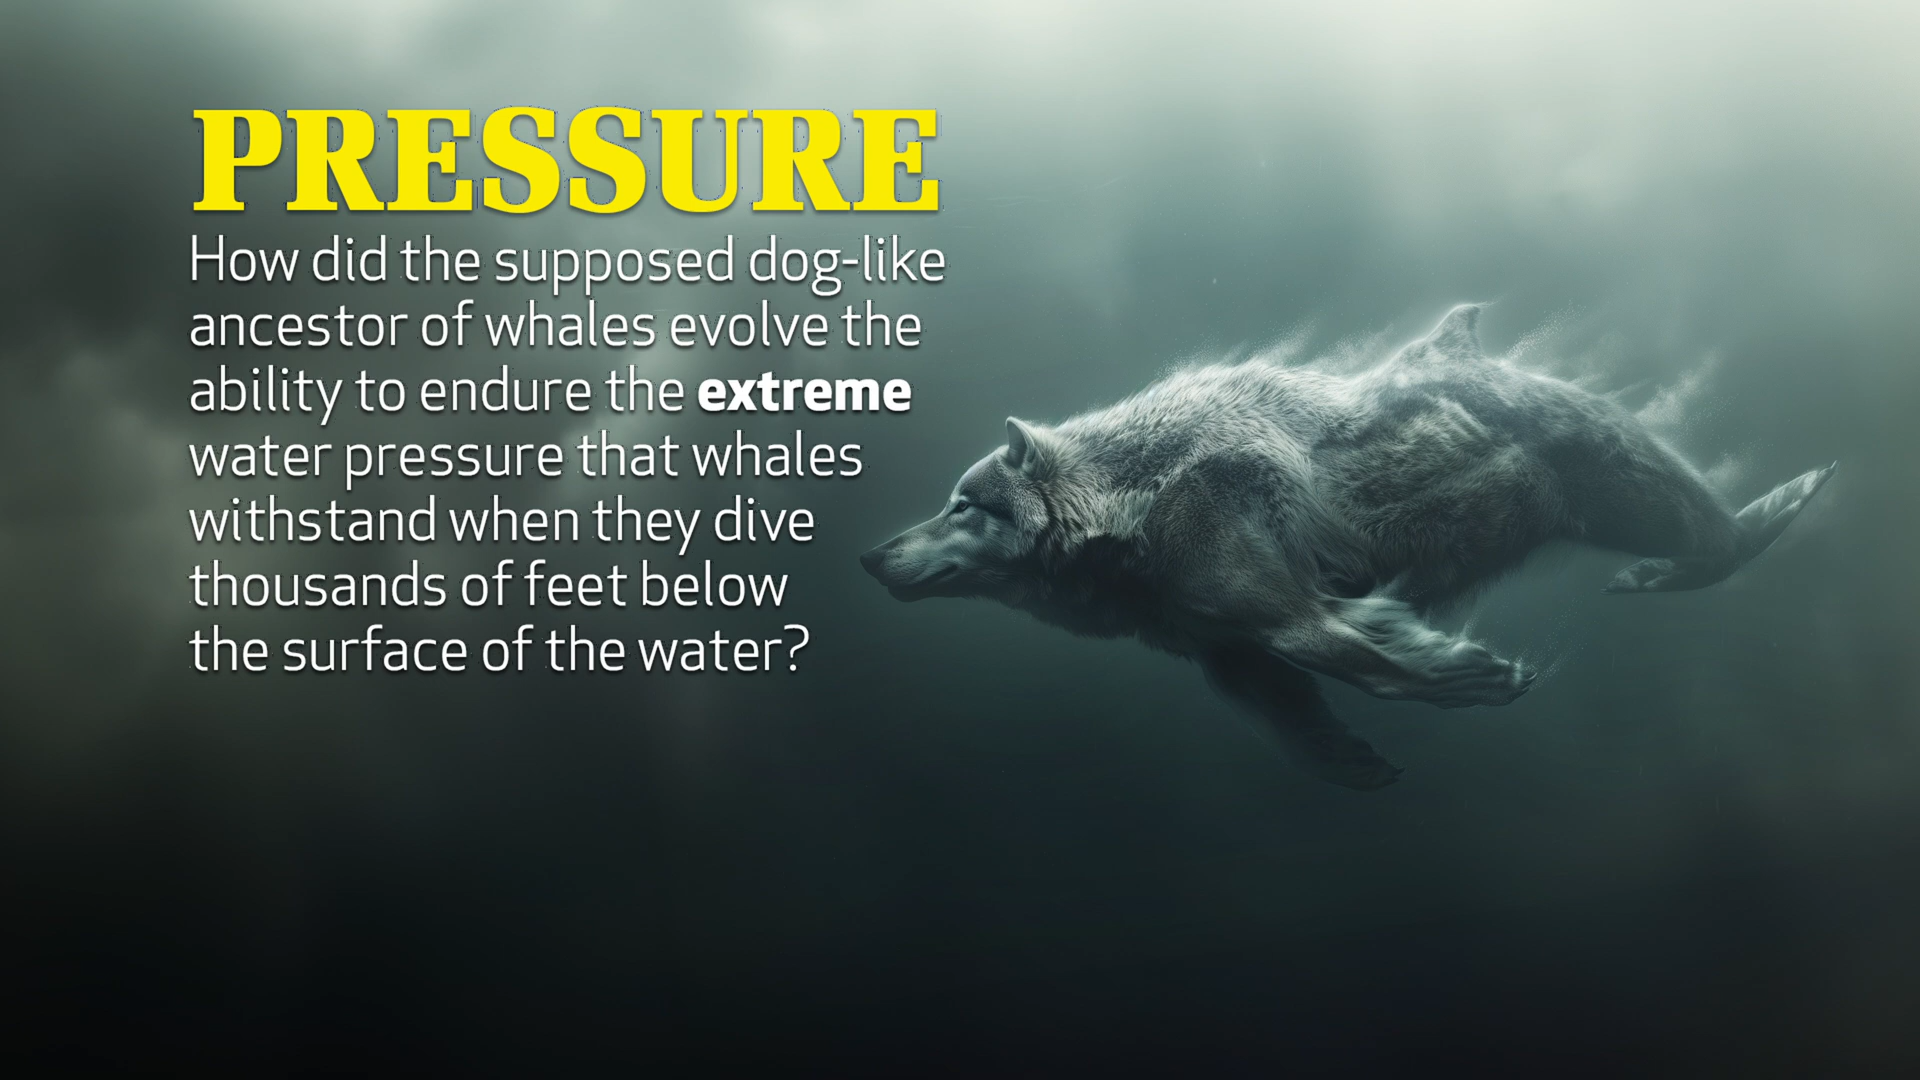 PRESSURE
How did the supposed dog-like
ancestor of whales evolve the
ability to endure the extreme
water pressure that whales
withstand when they dive
thousands of feet below
the surface of the water?